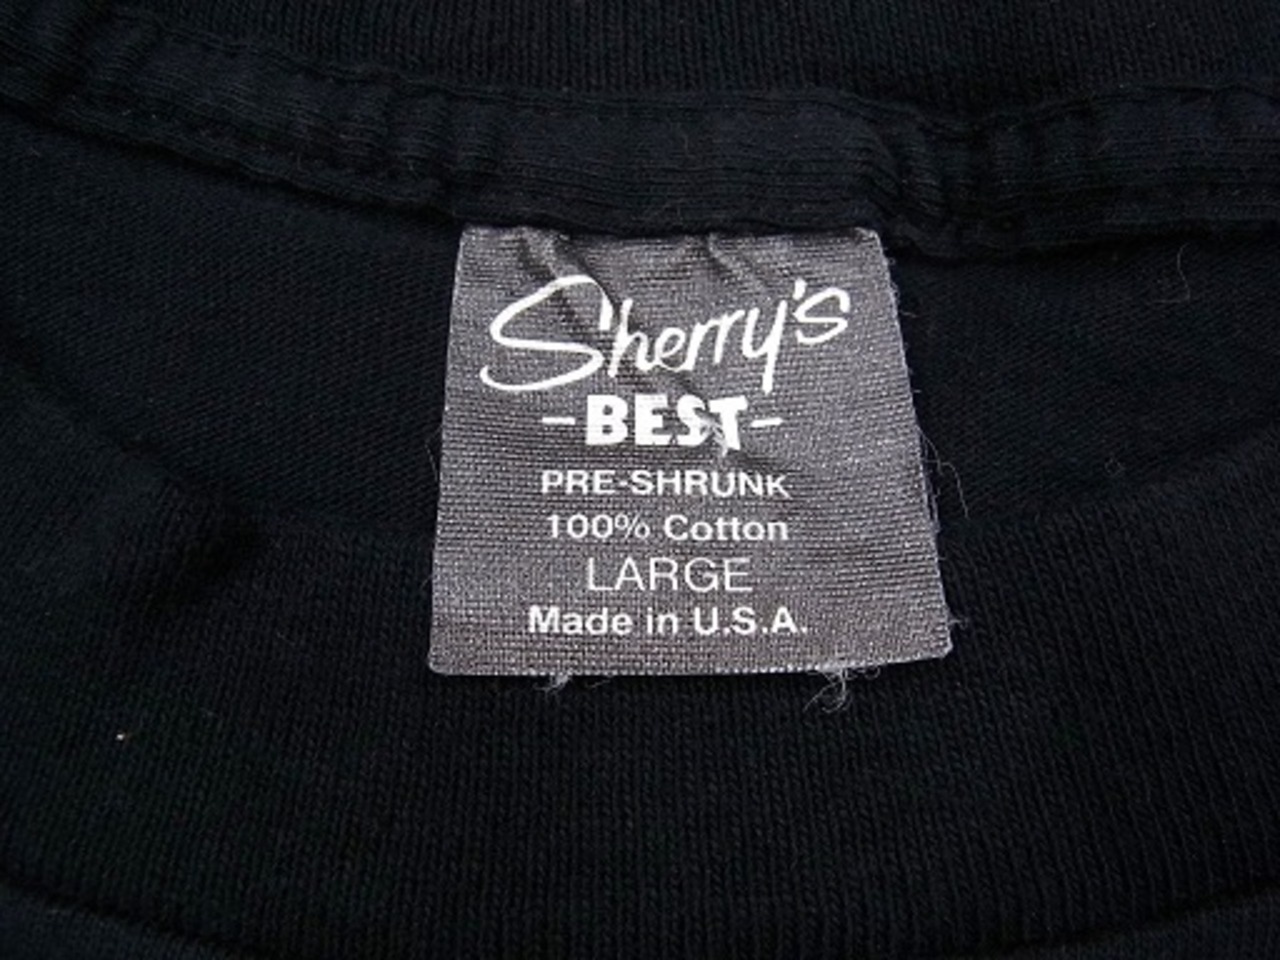 Sherry's
-BEST-
PRE-SHRUNK
100% Cotton
LARGE
Made in U.S.A.